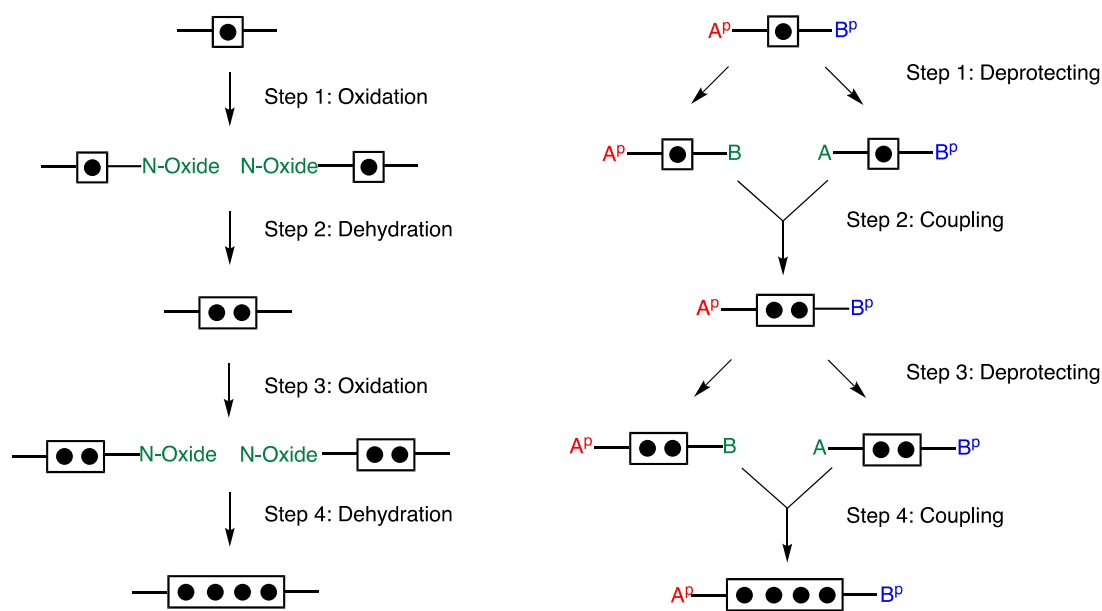 Aᵖ Bᵖ
Step 1: Oxidation
Step 1: Deprotecting
N-Oxide N-Oxide
Aᵖ B A Bᵖ
Step 2: Dehydration
Step 2: Coupling
Aᵖ Bᵖ
Step 3: Oxidation
Step 3: Deprotecting
N-Oxide N-Oxide
Aᵖ B A Bᵖ
Step 4: Dehydration
Step 4: Coupling
Aᵖ Bᵖ